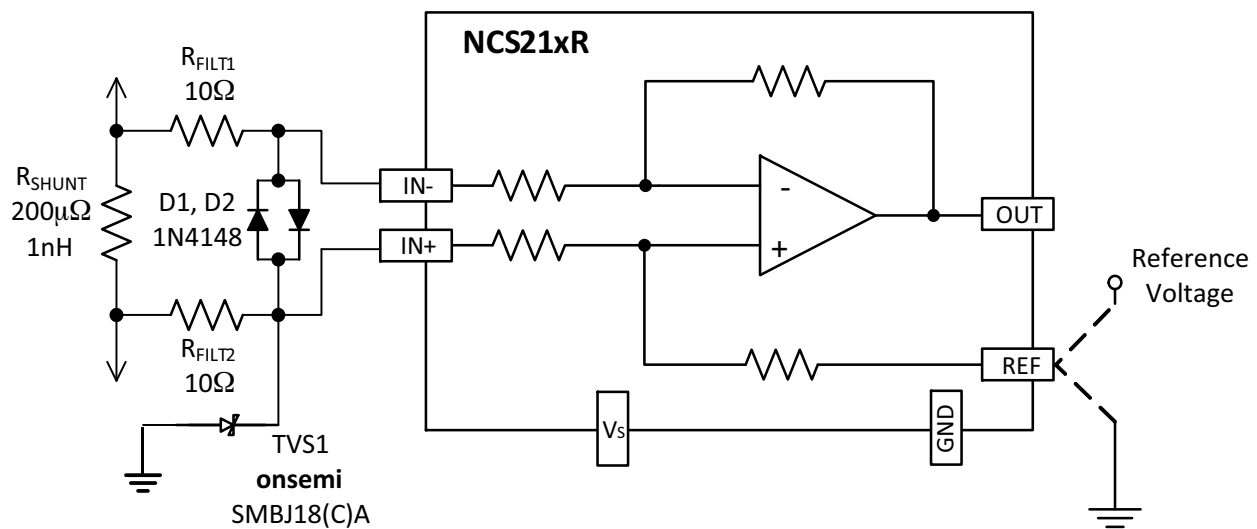 NCS21xR
RFILT1
10Ω
RSHUNT
200μΩ
1nH
D1, D2
1N4148
IN-
IN+
-
+
OUT
Reference
Voltage
REF
RFILT2
10Ω
VS
GND
TVS1
onsemi
SMBJ18(C)A